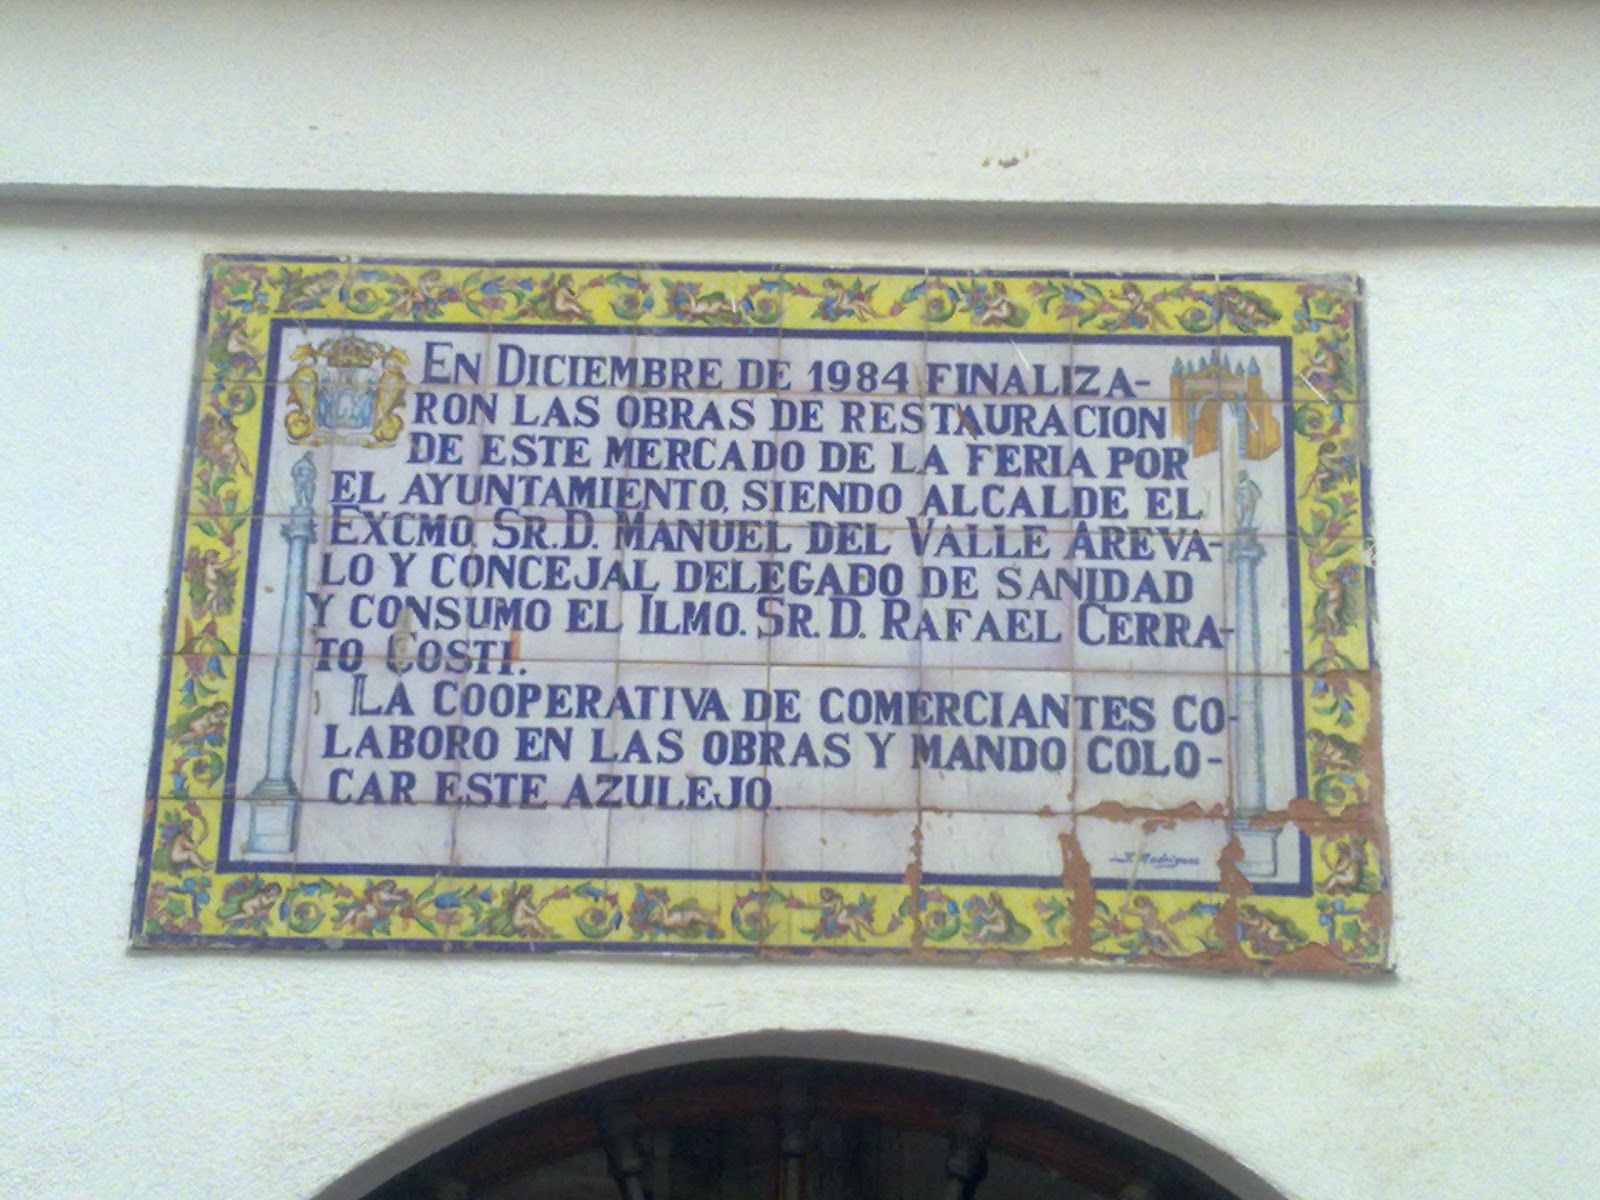 EN DICIEMBRE DE 1984 FINALIZA-
RON LAS OBRAS DE RESTAURACION
DE ESTE MERCADO DE LA FERIA POR
EL AYUNTAMIENTO, SIENDO ALCALDE EL
EXCMO. SR. D. MANUEL DEL VALLE AREVA-
LO Y CONCEJAL DELEGADO DE SANIDAD
Y CONSUMO EL ILMO. SR. D. RAFAEL CERRA-
TO COSTI.
LA COOPERATIVA DE COMERCIANTES CO-
LABORO EN LAS OBRAS Y MANDO COLO-
CAR ESTE AZULEJO.
Rodriguez